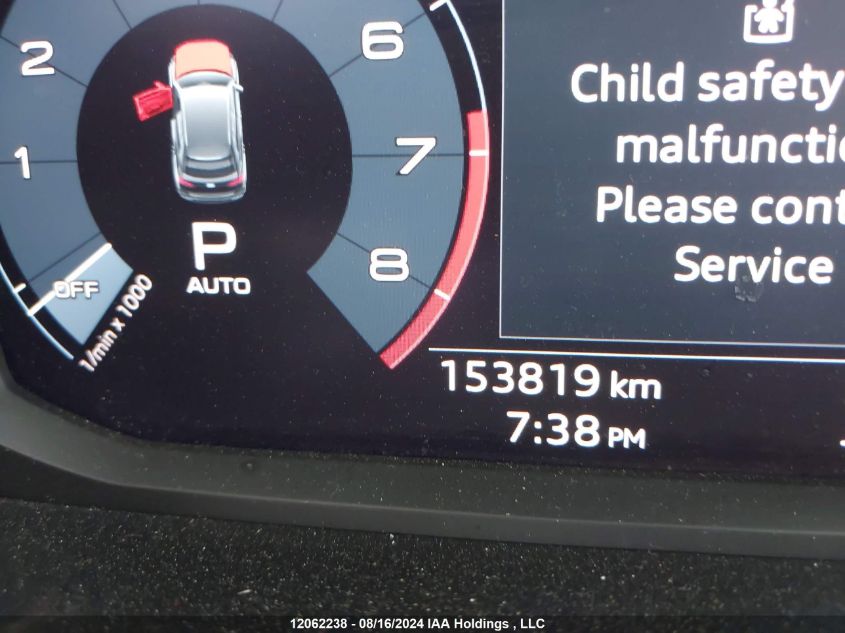 2
1
OFF
1/min x 1000
P
AUTO
6
7
8
Child safety
malfunctio
Please cont
Service
153819 km
7:38 PM
12062238 - 08/16/2024 IAA Holdings , LLC